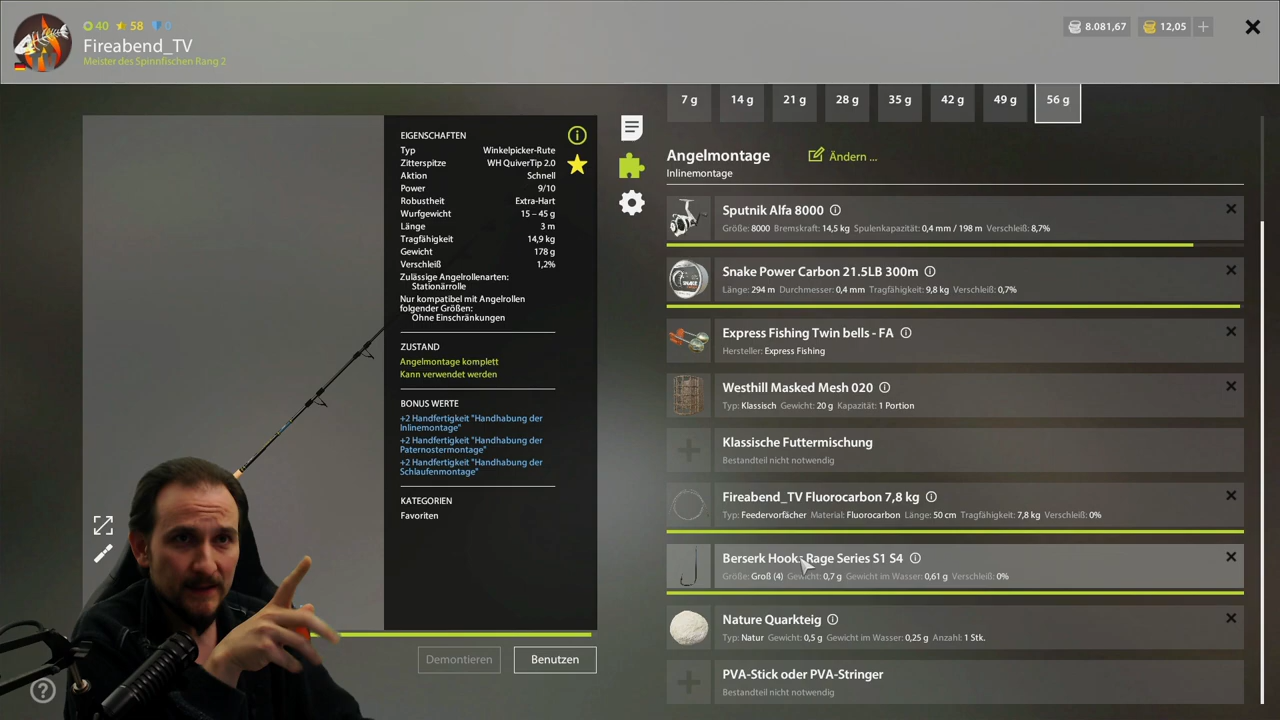 40 58 0
Fireabend_TV
Meister des Spinnfischen Rang 2
8.081,67 12,05
7 g 14 g 21 g 28 g 35 g 42 g 49 g 56 g
EIGENSCHAFTEN
Typ Winkelpicker-Rute
Zitterspitze WH QuiverTip 2.0
Aktion Schnell
Power 9/10
Robustheit Extra-Hart
Wurfgewicht 15 – 45 g
Länge 3 m
Tragfähigkeit 14,9 kg
Gewicht 178 g
Verschleiß 1,2%
Zulässige Angelrollenarten:
Stationärrolle
Nur kompatibel mit Angelrollen
folgender Größen:
Ohne Einschränkungen
ZUSTAND
Angelmontage komplett
Kann verwendet werden
BONUS WERTE
+2 Handfertigkeit "Handhabung der
Inlinemontage"
+2 Handfertigkeit "Handhabung der
Paternostermontage"
+2 Handfertigkeit "Handhabung der
Schlaufenmontage"
KATEGORIEN
Favoriten
Demontieren Benutzen
Angelmontage Ändern ...
Inlinemontage
Sputnik Alfa 8000
Größe: 8000 Bremskraft: 14,5 kg Spulenkapazität: 0,4 mm / 198 m Verschleiß: 8,7%
Snake Power Carbon 21.5LB 300m
Länge: 294 m Durchmesser: 0,4 mm Tragfähigkeit: 9,8 kg Verschleiß: 0,7%
Express Fishing Twin bells - FA
Hersteller: Express Fishing
Westhill Masked Mesh 020
Typ: Klassisch Gewicht: 20 g Kapazität: 1 Portion
Klassische Futtermischung
Bestandteil nicht notwendig
Fireabend_TV Fluorocarbon 7,8 kg
Typ: Feedervorfächer Material: Fluorocarbon Länge: 50 cm Tragfähigkeit: 7,8 kg Verschleiß: 0%
Berserk Hooks Rage Series S1 S4
Größe: Groß (4) Gewicht: 0,7 g Gewicht im Wasser: 0,61 g Verschleiß: 0%
Nature Quarkteig
Typ: Natur Gewicht: 0,5 g Gewicht im Wasser: 0,25 g Anzahl: 1 Stk.
PVA-Stick oder PVA-Stringer
Bestandteil nicht notwendig